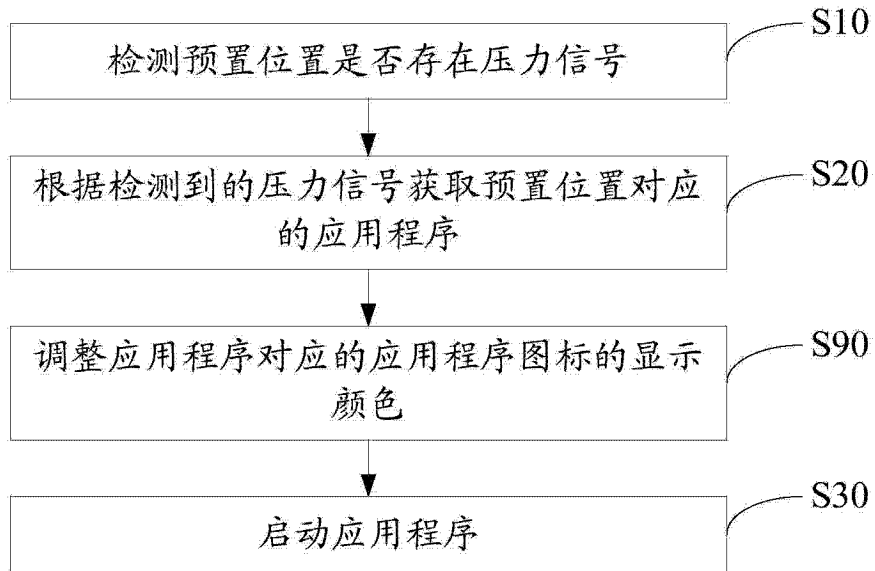 S10
检测预置位置是否存在压力信号
S20
根据检测到的压力信号获取预置位置对应
的应用程序
S90
调整应用程序对应的应用程序图标的显示
颜色
S30
启动应用程序